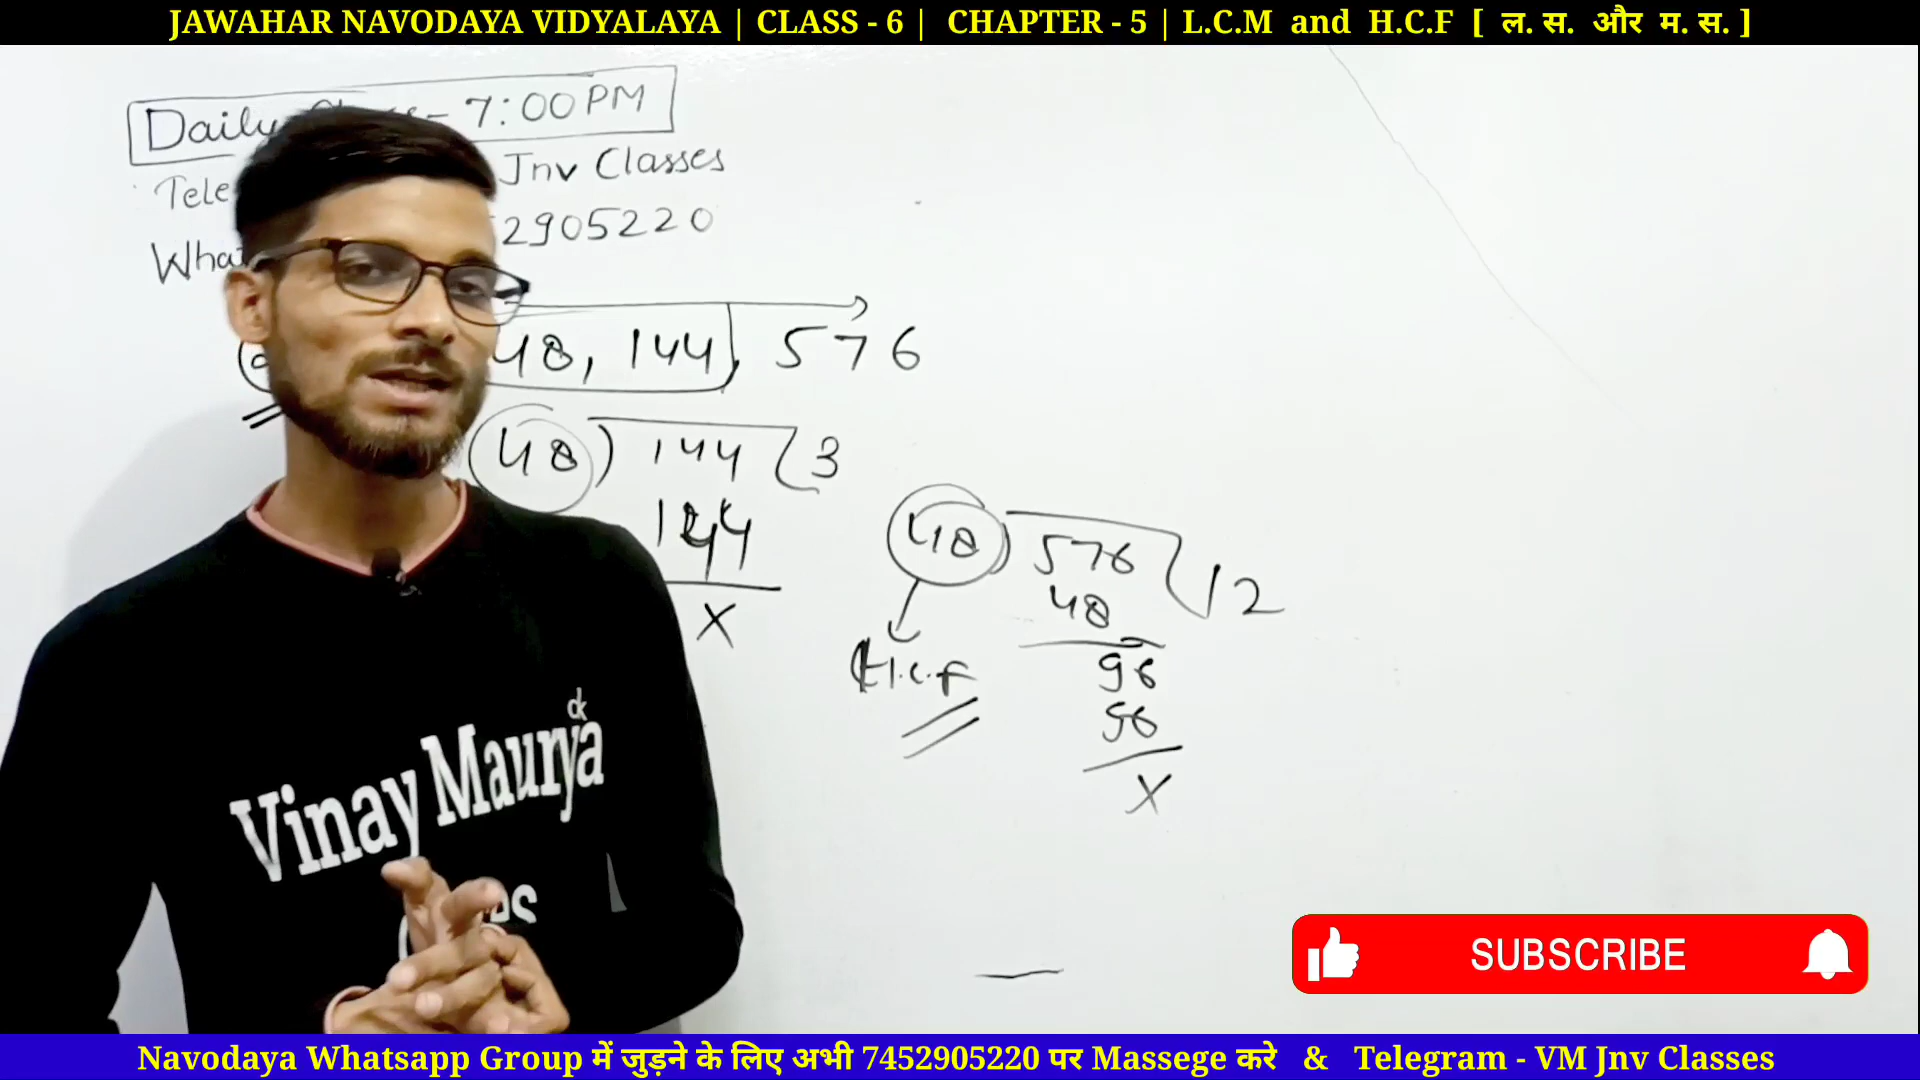 JAWAHAR NAVODAYA VIDYALAYA | CLASS - 6 | CHAPTER - 5 | L.C.M and H.C.F [ ल. स. और म. स. ]
Daily 7:00 PM
Jnv Classes
2905220
48, 144, 576
48) 144 (3
144
x
48) 576 (12
48
96
96
x
H.C.F
Vinay Maurya
SUBSCRIBE
Navodaya Whatsapp Group में जुड़ने के लिए अभी 7452905220 पर Massege करे & Telegram - VM Jnv Classes